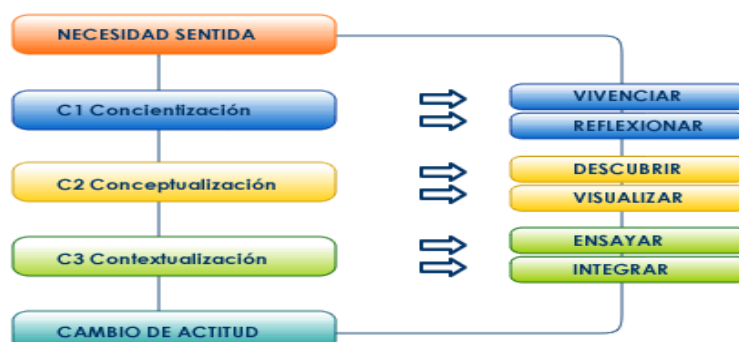 NECESIDAD SENTIDA
C1 Concientización
VIVENCIAR
REFLEXIONAR
C2 Conceptualización
DESCUBRIR
VISUALIZAR
C3 Contextualización
ENSAYAR
INTEGRAR
CAMBIO DE ACTITUD